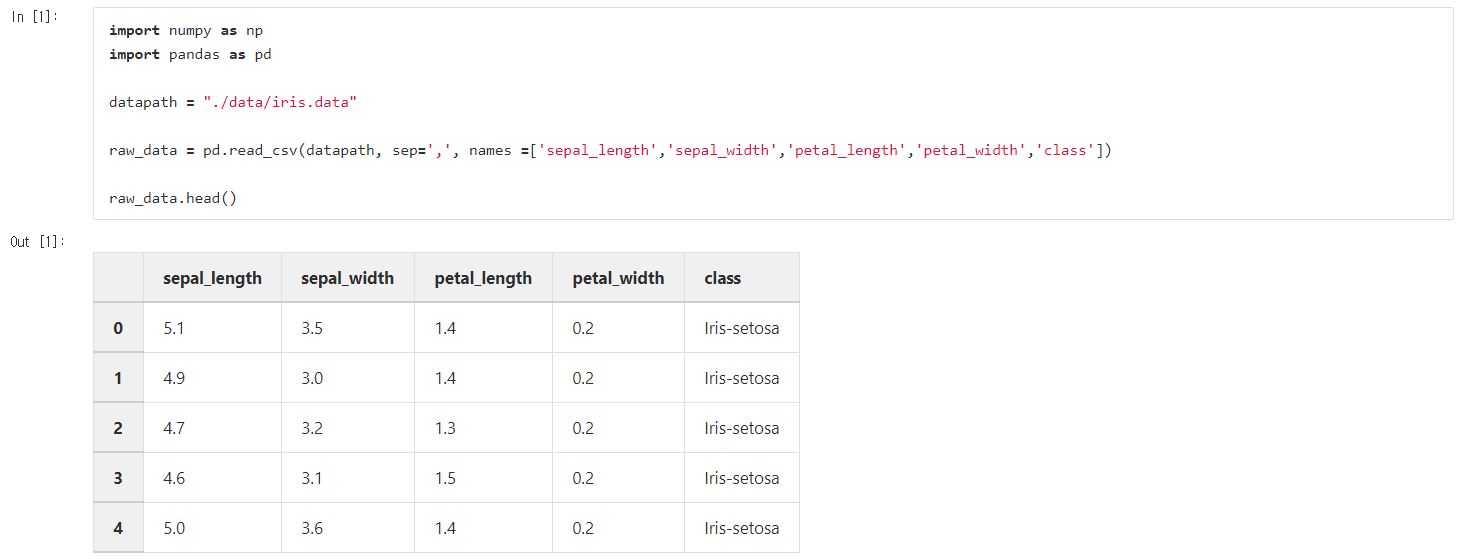 In [1]:
import numpy as np
import pandas as pd
datapath = "./data/iris.data"
raw_data = pd.read_csv(datapath, sep=',', names =['sepal_length','sepal_width','petal_length','petal_width','class'])
raw_data.head()
Out [1]:
sepal_length sepal_width petal_length petal_width class
0 5.1 3.5 1.4 0.2 Iris-setosa
1 4.9 3.0 1.4 0.2 Iris-setosa
2 4.7 3.2 1.3 0.2 Iris-setosa
3 4.6 3.1 1.5 0.2 Iris-setosa
4 5.0 3.6 1.4 0.2 Iris-setosa